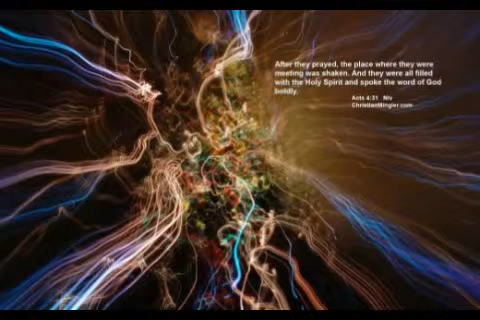 After they prayed, the place where they were
meeting was shaken. And they were all filled
with the Holy Spirit and spoke the word of God
boldly.
Acts 4:31 Niv
ChristianMingler.com